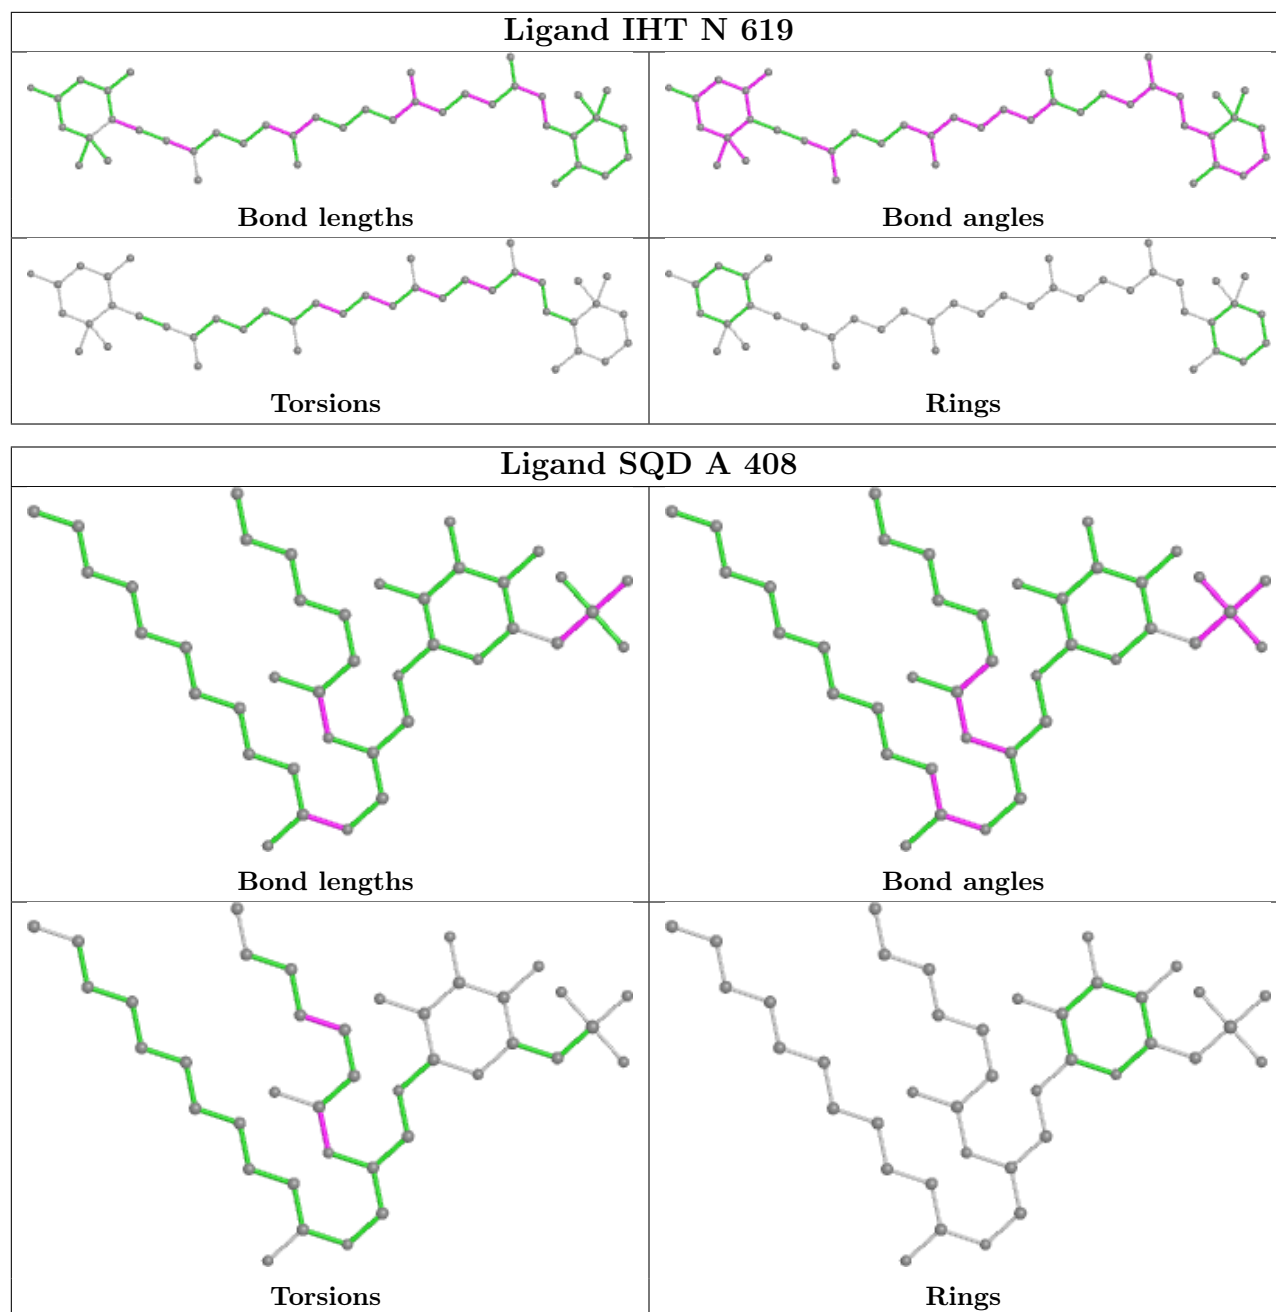 Ligand IHT N 619
Bond lengths
Bond angles
Torsions
Rings
Ligand SQD A 408
Bond lengths
Bond angles
Torsions
Rings